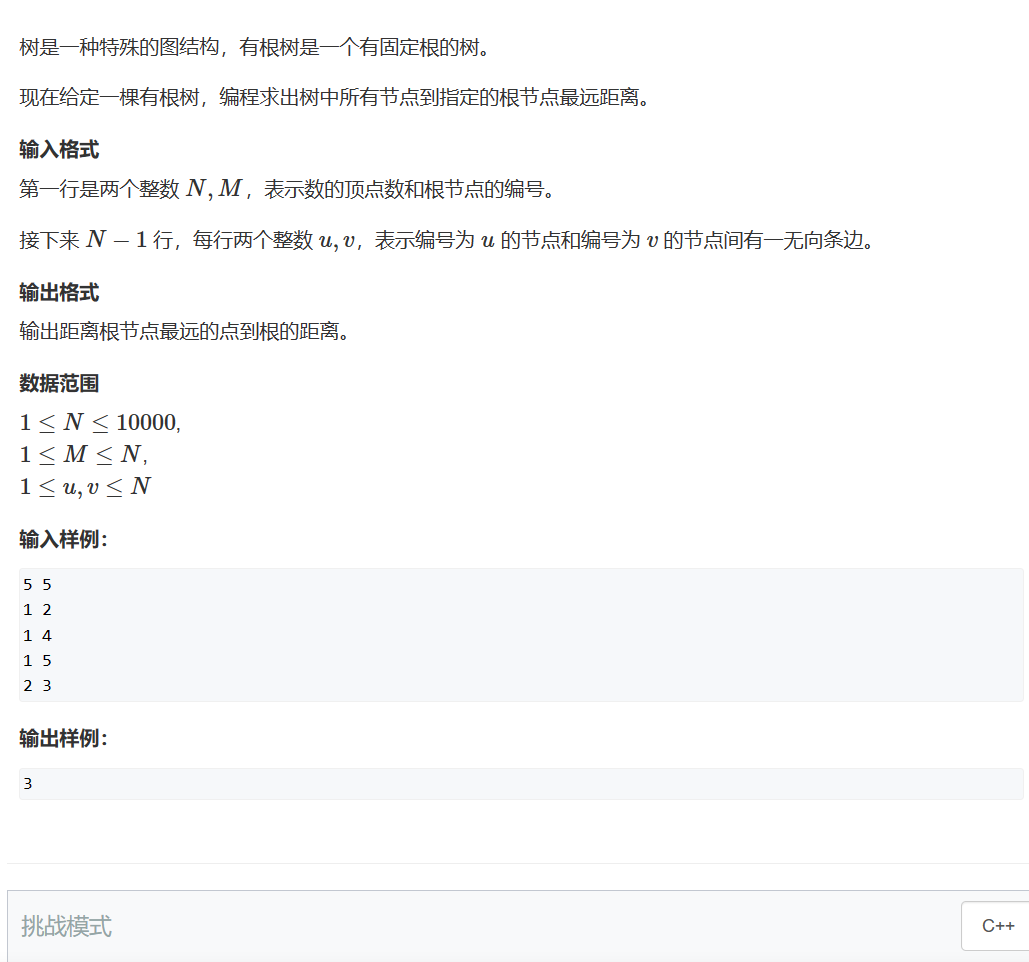 树是一种特殊的图结构，有根树是一个有固定根的树。
现在给定一棵有根树，编程求出树中所有节点到指定的根节点最远距离。
输入格式
第一行是两个整数 N, M，表示数的顶点数和根节点的编号。
接下来 N − 1 行，每行两个整数 u, v，表示编号为 u 的节点和编号为 v 的节点间有一无向条边。
输出格式
输出距离根节点最远的点到根的距离。
数据范围
1 ≤ N ≤ 10000,
1 ≤ M ≤ N,
1 ≤ u, v ≤ N
输入样例：
5 5
1 2
1 4
1 5
2 3
输出样例：
3
挑战模式
C++